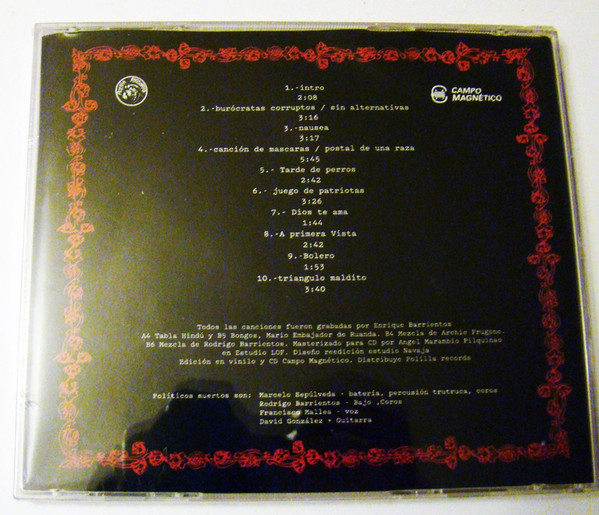 CAMPO
MAGNÉTICO
1.-intro
2:08
2.-burócratas corruptos / sin alternativas
3:16
3.-nausea
3:17
4.-canción de mascaras / postal de una raza
5:45
5.- Tarde de perros
2:42
6.- juego de patriotas
3:26
7.- Dios te ama
1:44
8.-A primera Vista
2:42
9.-Bolero
1:53
10.-triangulo maldito
3:40
Todos las canciones fueron grabadas por Enrique Barrientos
A4 Tabla Hindú y B5 Bongos, Mario Embajador de Ruanda. B4 Mezcla de Archie Frugone.
B6 Mezcla de Rodrigo Barrientos. Masterizado para CD por Angel Marambio Pilquinao
en Estudio LOF. Diseño reedición estudio Navaja
Edición en vinilo y CD Campo Magnético. Distribuye Polilla records
Políticos muertos son: Marcelo Sepúlveda - batería, percusión trutruca, coros
Rodrigo Barrientos - Bajo ,Coros
Francisco Mallea - voz
David González - Guitarra